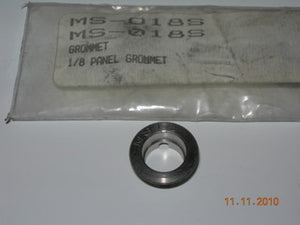 MS-018S
MS-018S
GROMMET
1/8 PANEL GROMMET
11.11.2010